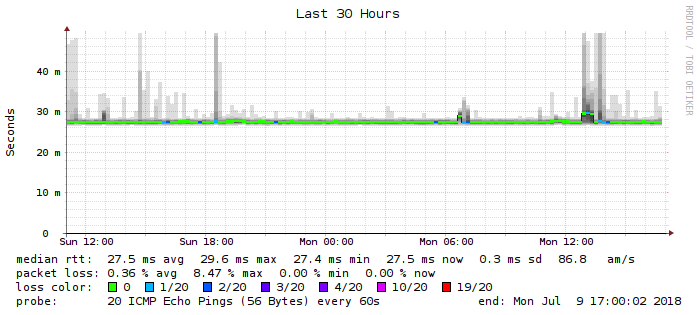 Last 30 Hours
RRDTOOL / TOBI OETIKER
Seconds
40 m
30 m
20 m
10 m
0
Sun 12:00 Sun 18:00 Mon 00:00 Mon 06:00 Mon 12:00
median rtt: 27.5 ms avg 29.6 ms max 27.4 ms min 27.5 ms now 0.3 ms sd 86.8 am/s
packet loss: 0.36 % avg 8.47 % max 0.00 % min 0.00 % now
loss color: 0 1/20 2/20 3/20 4/20 10/20 19/20
probe: 20 ICMP Echo Pings (56 Bytes) every 60s end: Mon Jul 9 17:00:02 2018